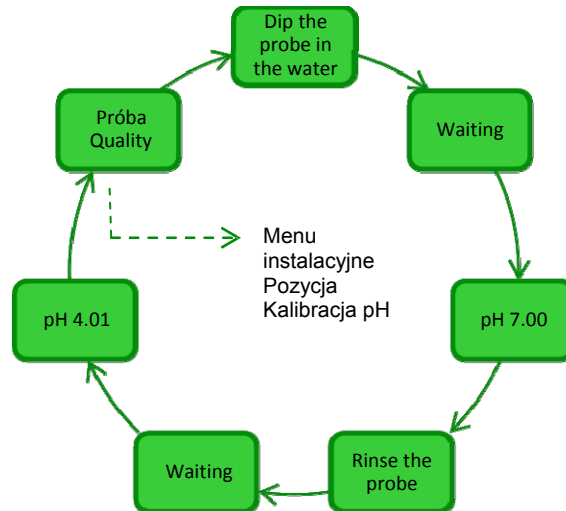 Dip the
probe in
the water
Waiting
pH 7.00
Rinse the
probe
Waiting
pH 4.01
Próba
Quality
Menu
instalacyjne
Pozycja
Kalibracja pH